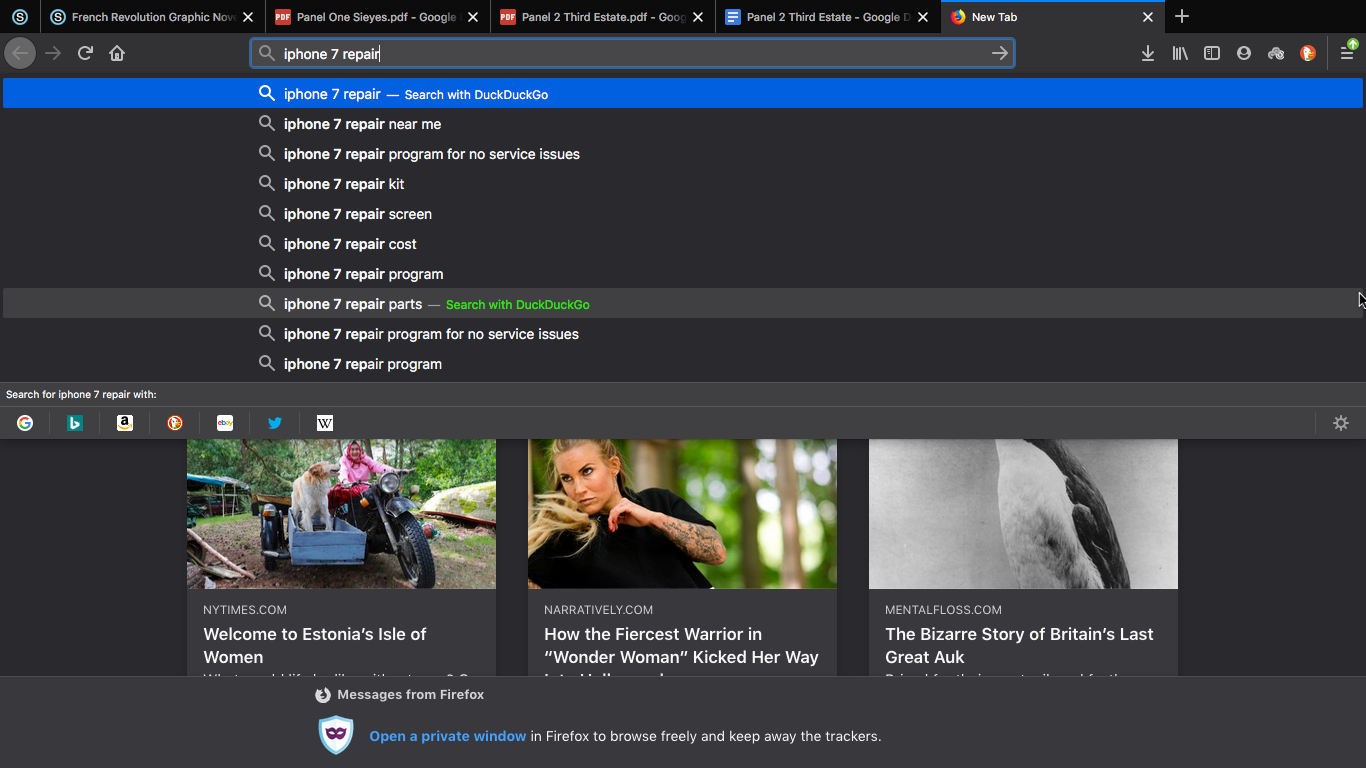 French Revolution Graphic Nove
Panel One Sieyes.pdf - Google
Panel 2 Third Estate.pdf - Goog
Panel 2 Third Estate - Google D
New Tab
iphone 7 repair
iphone 7 repair — Search with DuckDuckGo
iphone 7 repair near me
iphone 7 repair program for no service issues
iphone 7 repair kit
iphone 7 repair screen
iphone 7 repair cost
iphone 7 repair program
iphone 7 repair parts — Search with DuckDuckGo
iphone 7 repair program for no service issues
iphone 7 repair program
Search for iphone 7 repair with:
NYTIMES.COM
Welcome to Estonia's Isle of
Women
NARRATIVELY.COM
How the Fiercest Warrior in
“Wonder Woman” Kicked Her Way
MENTALFLOSS.COM
The Bizarre Story of Britain's Last
Great Auk
Messages from Firefox
Open a private window in Firefox to browse freely and keep away the trackers.